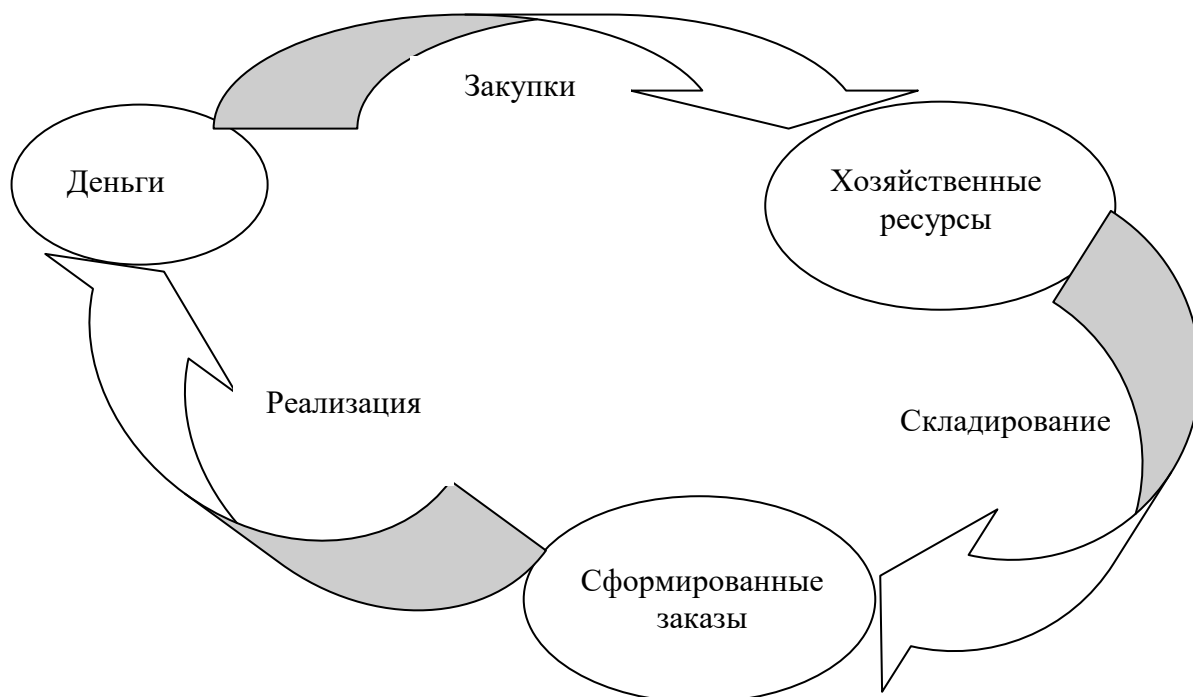 Закупки
Деньги
Хозяйственные
ресурсы
Реализация
Складирование
Сформированные
заказы